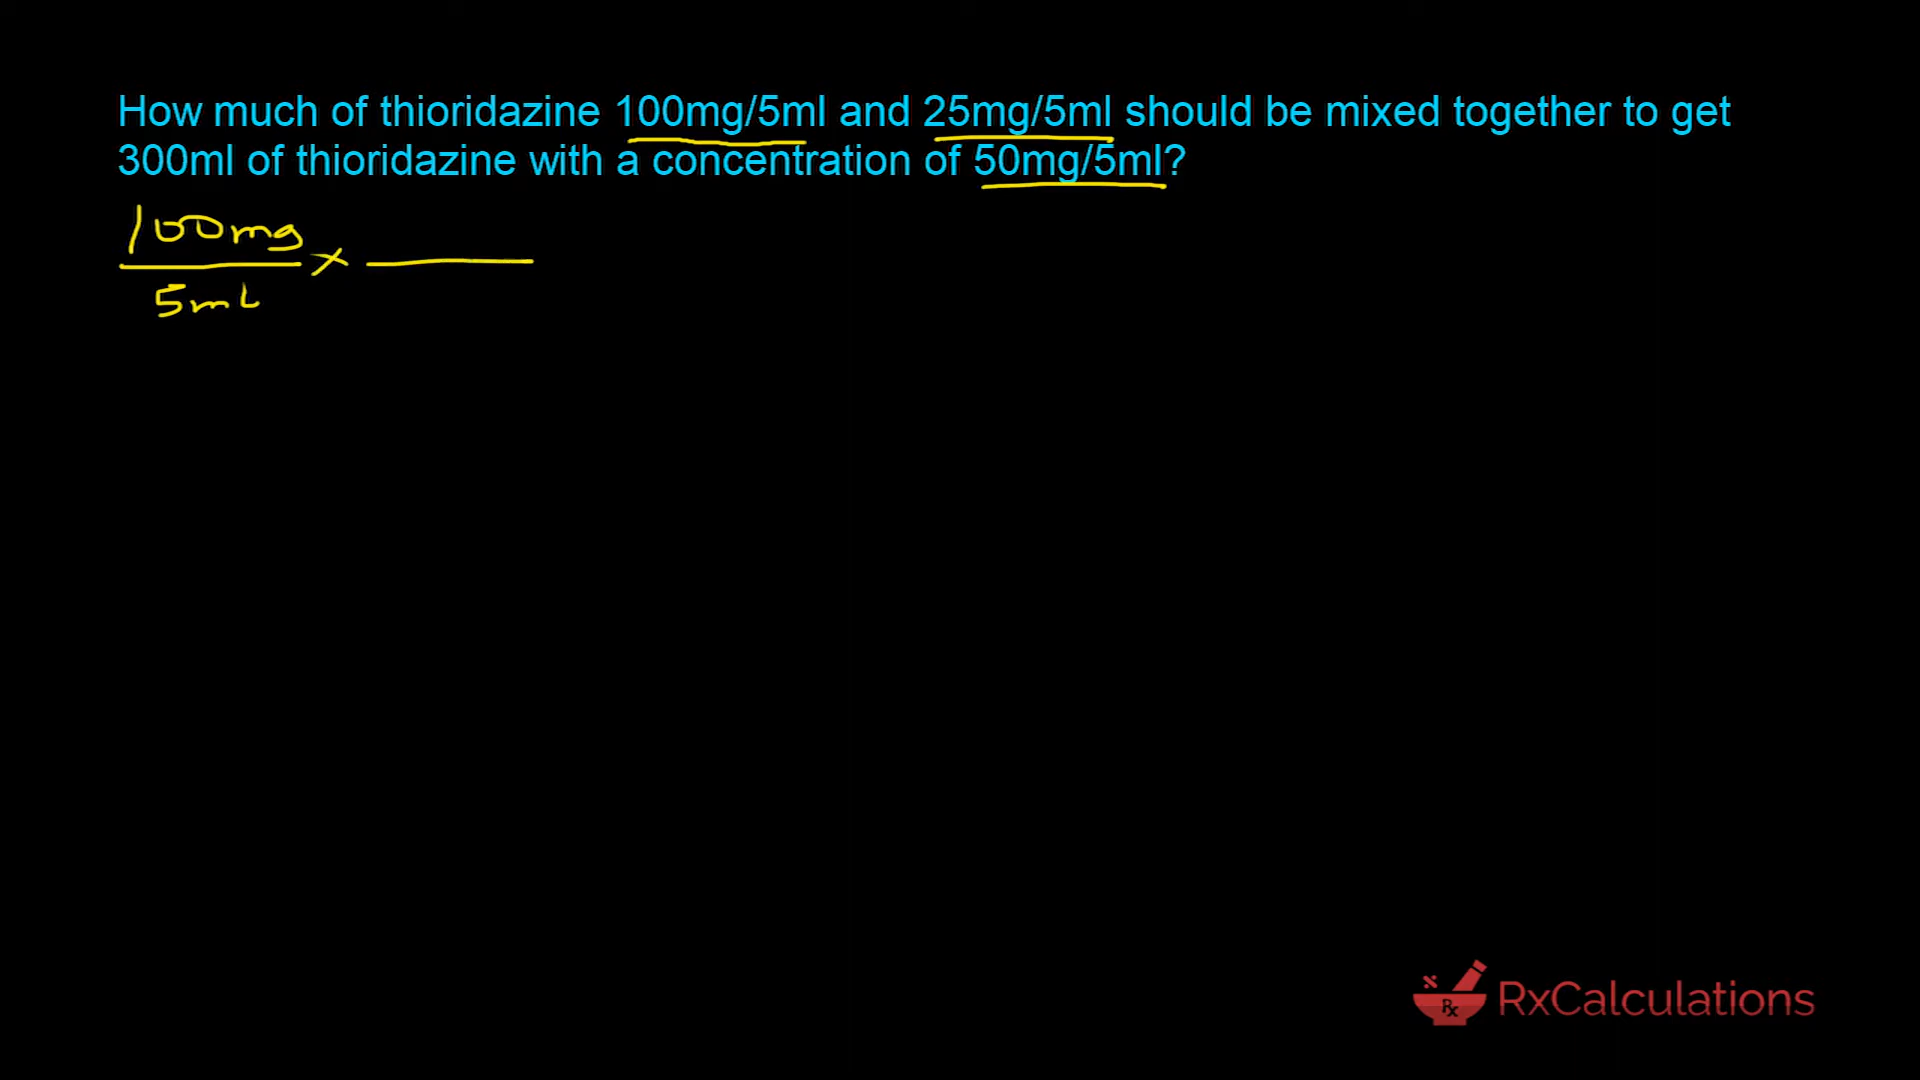 How much of thioridazine 100mg/5ml and 25mg/5ml should be mixed together to get
300ml of thioridazine with a concentration of 50mg/5ml?
100mg
×
5mL
Rx
RxCalculations